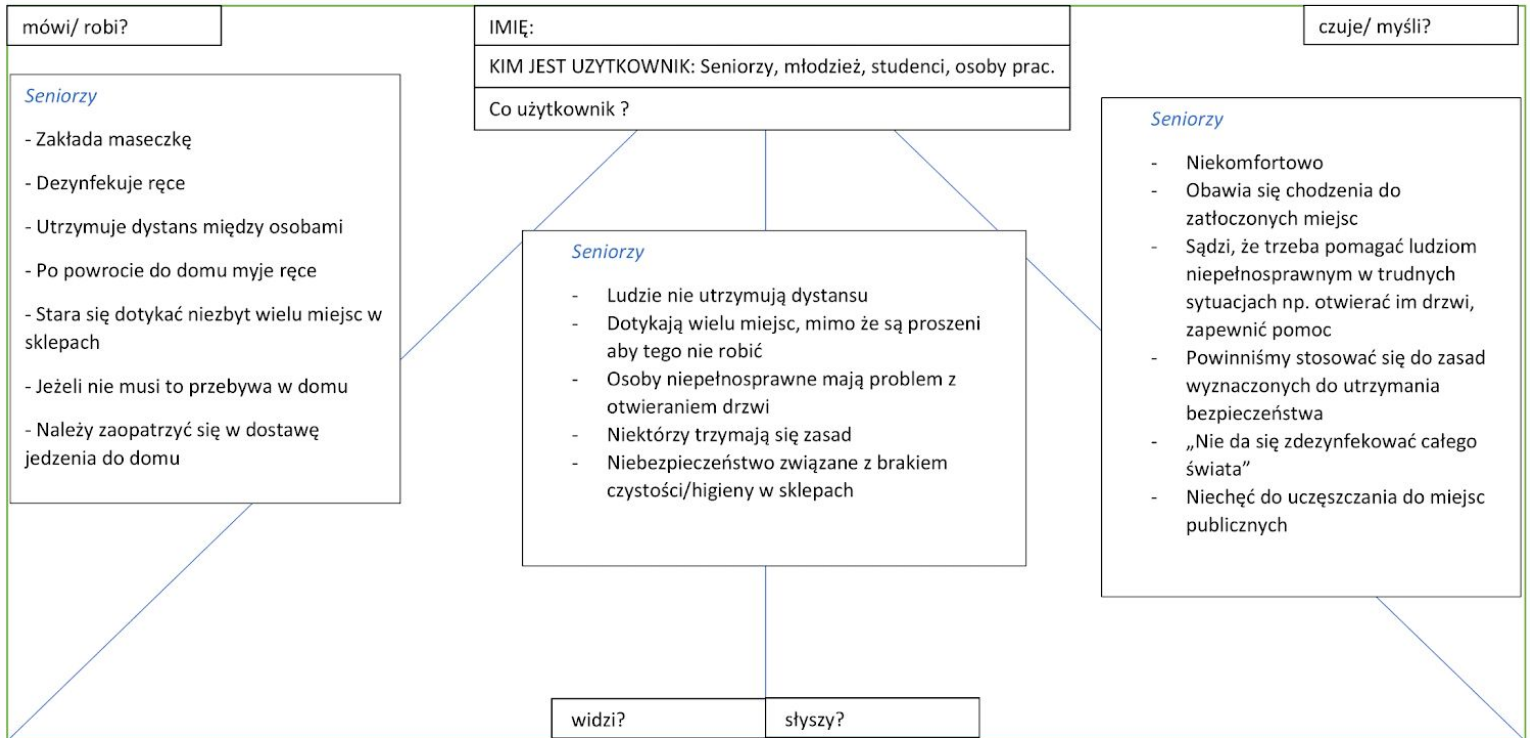 mówi/ robi?
IMIĘ:
KIM JEST UZYTKOWNIK: Seniorzy, młodzież, studenci, osoby prac.
Co użytkownik ?
czuje/ myśli?
Seniorzy
- Zakłada maseczkę
- Dezynfekuje ręce
- Utrzymuje dystans między osobami
- Po powrocie do domu myje ręce
- Stara się dotykać niezbyt wielu miejsc w
sklepach
- Jeżeli nie musi to przebywa w domu
- Należy zaopatrzyć się w dostawę
jedzenia do domu
Seniorzy
- Ludzie nie utrzymują dystansu
- Dotykają wielu miejsc, mimo że są proszeni
aby tego nie robić
- Osoby niepełnosprawne mają problem z
otwieraniem drzwi
- Niektórzy trzymają się zasad
- Niebezpieczeństwo związane z brakiem
czystości/higieny w sklepach
Seniorzy
- Niekomfortowo
- Obawia się chodzenia do
zatłoczonych miejsc
- Sądzi, że trzeba pomagać ludziom
niepełnosprawnym w trudnych
sytuacjach np. otwierać im drzwi,
zapewnić pomoc
- Powinniśmy stosować się do zasad
wyznaczonych do utrzymania
bezpieczeństwa
- „Nie da się zdezynfekować całego
świata”
- Niechęć do uczęszczania do miejsc
publicznych
widzi?
słyszy?